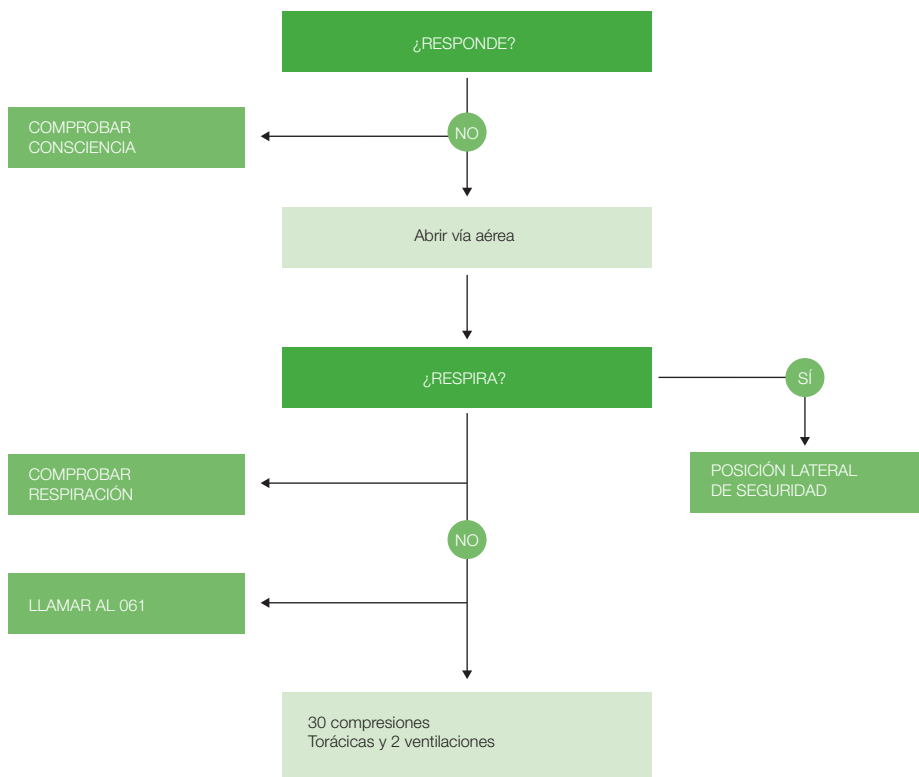 ¿RESPONDE?
COMPROBAR
CONSCIENCIA
NO
Abrir vía aérea
¿RESPIRA?
SÍ
COMPROBAR
RESPIRACIÓN
POSICIÓN LATERAL
DE SEGURIDAD
NO
LLAMAR AL 061
30 compresiones
Torácicas y 2 ventilaciones